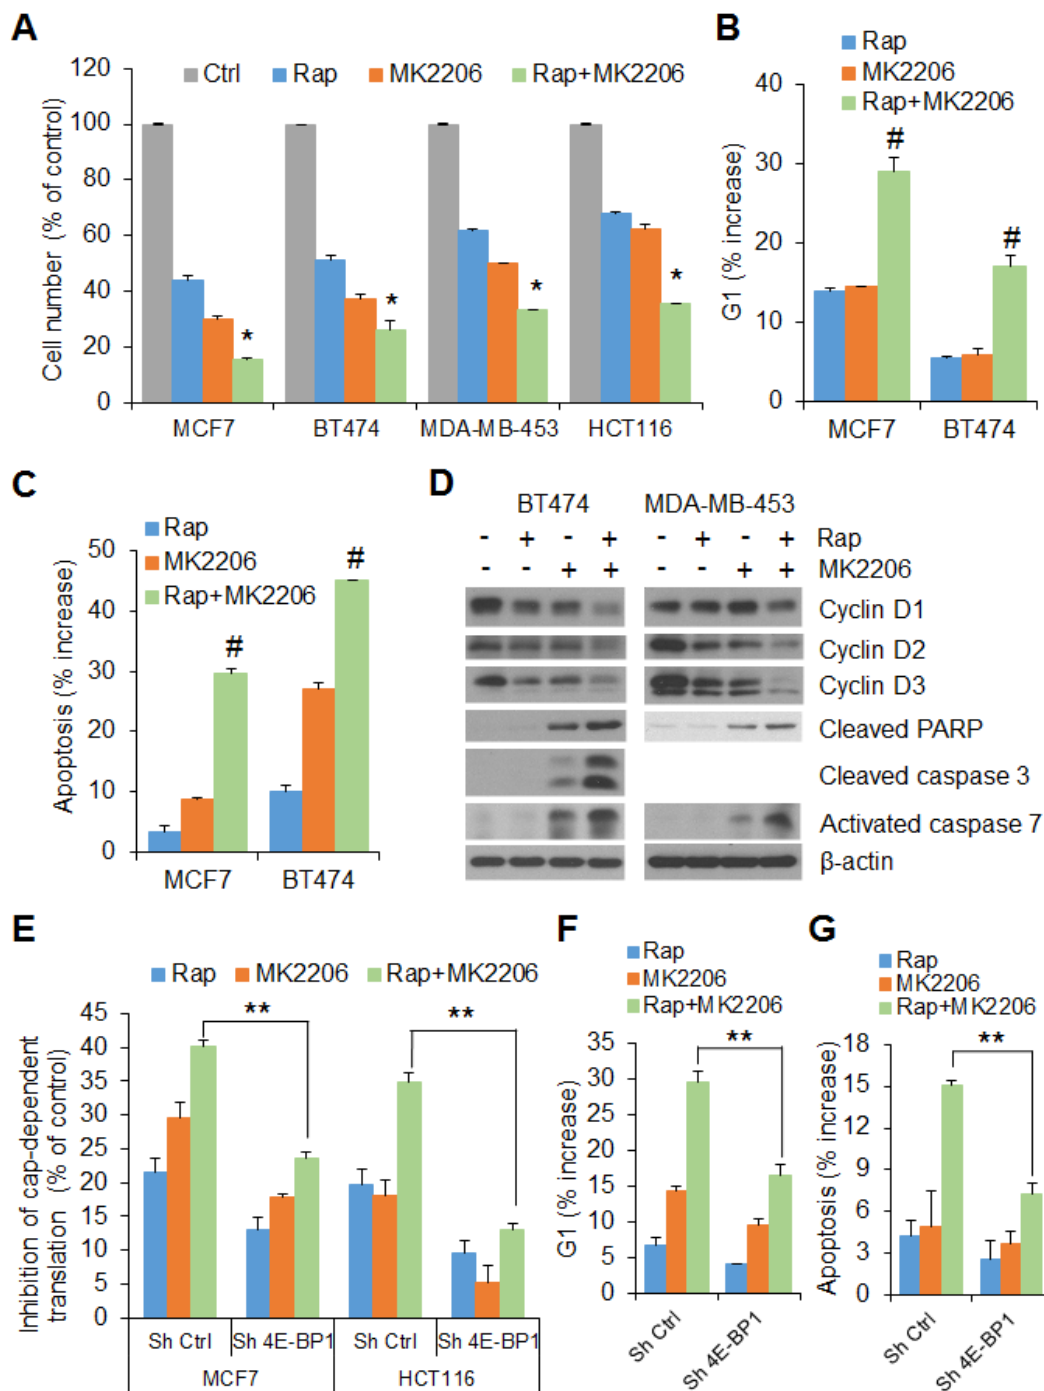 A
Ctrl Rap MK2206 Rap+MK2206
Cell number (% of control)
120
100
80
60
40
20
0
* * * *
MCF7 BT474 MDA-MB-453 HCT116
B
Rap
MK2206
Rap+MK2206
G1 (% increase)
40
30
20
10
0
# #
MCF7 BT474
C
Rap
MK2206
Rap+MK2206
Apoptosis (% increase)
50
40
30
20
10
0
# #
MCF7 BT474
D
BT474 MDA-MB-453
- + - + - + - + Rap
- - + + - - + + MK2206
Cyclin D1
Cyclin D2
Cyclin D3
Cleaved PARP
Cleaved caspase 3
Activated caspase 7
β-actin
E
Rap MK2206 Rap+MK2206
Inhibition of cap-dependent
translation (% of control)
45
40
35
30
25
20
15
10
5
0
** **
Sh Ctrl Sh 4E-BP1 Sh Ctrl Sh 4E-BP1
MCF7 HCT116
F
Rap
MK2206
Rap+MK2206
G1 (% increase)
35
30
25
20
15
10
5
0
**
Sh Ctrl Sh 4E-BP1
G
Rap
MK2206
Rap+MK2206
Apoptosis (% increase)
18
15
12
9
6
3
0
**
Sh Ctrl Sh 4E-BP1